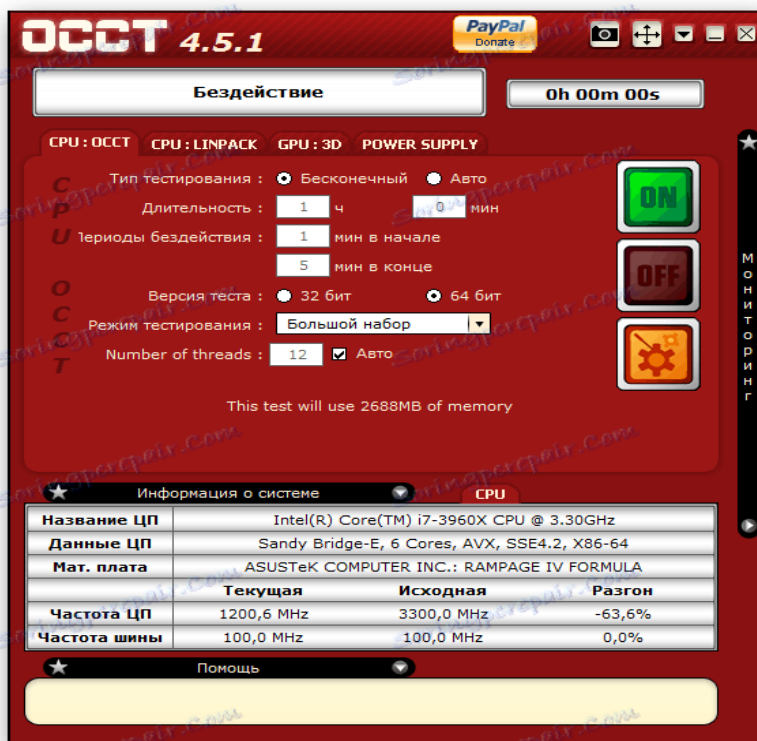 OCCT 4.5.1
PayPal
Donate
Бездействие
0h 00m 00s
CPU : OCCT CPU : LINPACK GPU : 3D POWER SUPPLY
CPU OCCT
Тип тестирования : Бесконечный Авто
Длительность : 1 ч 0 мин
Периоды бездействия : 1 мин в начале
5 мин в конце
Версия теста : 32 бит 64 бит
Режим тестирования : Большой набор
Number of threads : 12 Авто
This test will use 2688MB of memory
ON
OFF
Мониторинг
Информация о системе
CPU
Название ЦП Intel(R) Core(TM) i7-3960X CPU @ 3.30GHz
Данные ЦП Sandy Bridge-E, 6 Cores, AVX, SSE4.2, X86-64
Мат. плата ASUSTeK COMPUTER INC.: RAMPAGE IV FORMULA
Текущая Исходная Разгон
Частота ЦП 1200,6 MHz 3300,0 MHz -63,6%
Частота шины 100,0 MHz 100,0 MHz 0,0%
Помощь